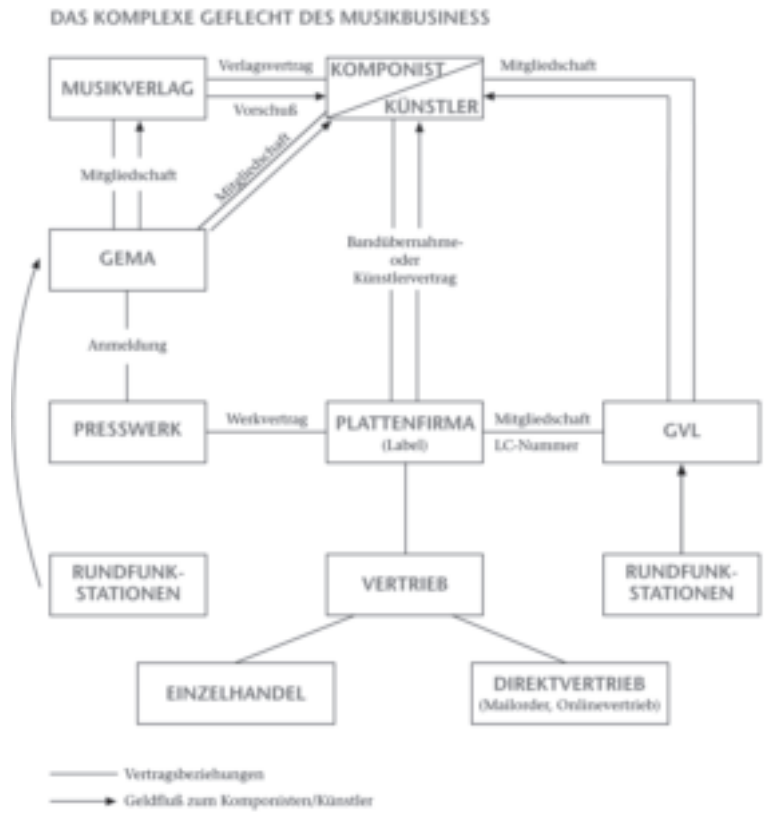 DAS KOMPLEXE GEFLECHT DES MUSIKBUSINESS
MUSIKVERLAG
Verlagsvertrag
Vorschuß
KOMPONIST
KÜNSTLER
Mitgliedschaft
Mitgliedschaft
Mitgliedschaft
GEMA
Bandübernahme-
oder
Künstlervertrag
Anmeldung
PRESSWERK
Werkvertrag
PLATTENFIRMA
(Label)
Mitgliedschaft
LC-Nummer
GVL
RUNDFUNK-
STATIONEN
VERTRIEB
RUNDFUNK-
STATIONEN
EINZELHANDEL
DIREKTVERTRIEB
(Mailorder, Onlinevertrieb)
Vertragsbeziehungen
Geldfluß zum Komponisten/Künstler